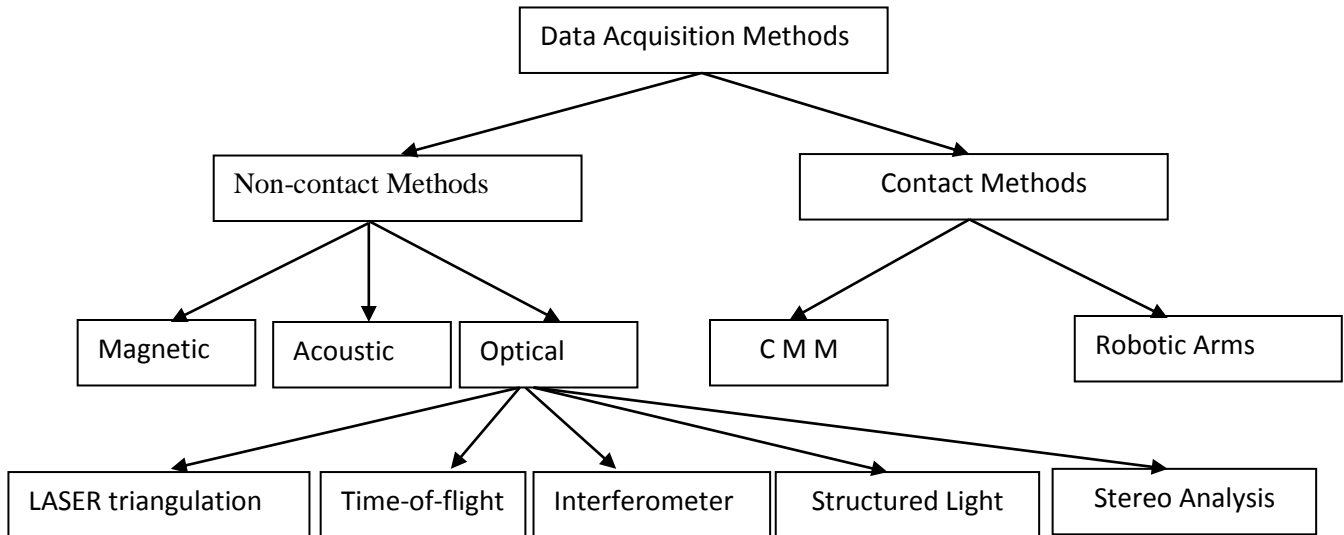 Data Acquisition Methods
Non-contact Methods
Contact Methods
Magnetic
Acoustic
Optical
C M M
Robotic Arms
LASER triangulation
Time-of-flight
Interferometer
Structured Light
Stereo Analysis